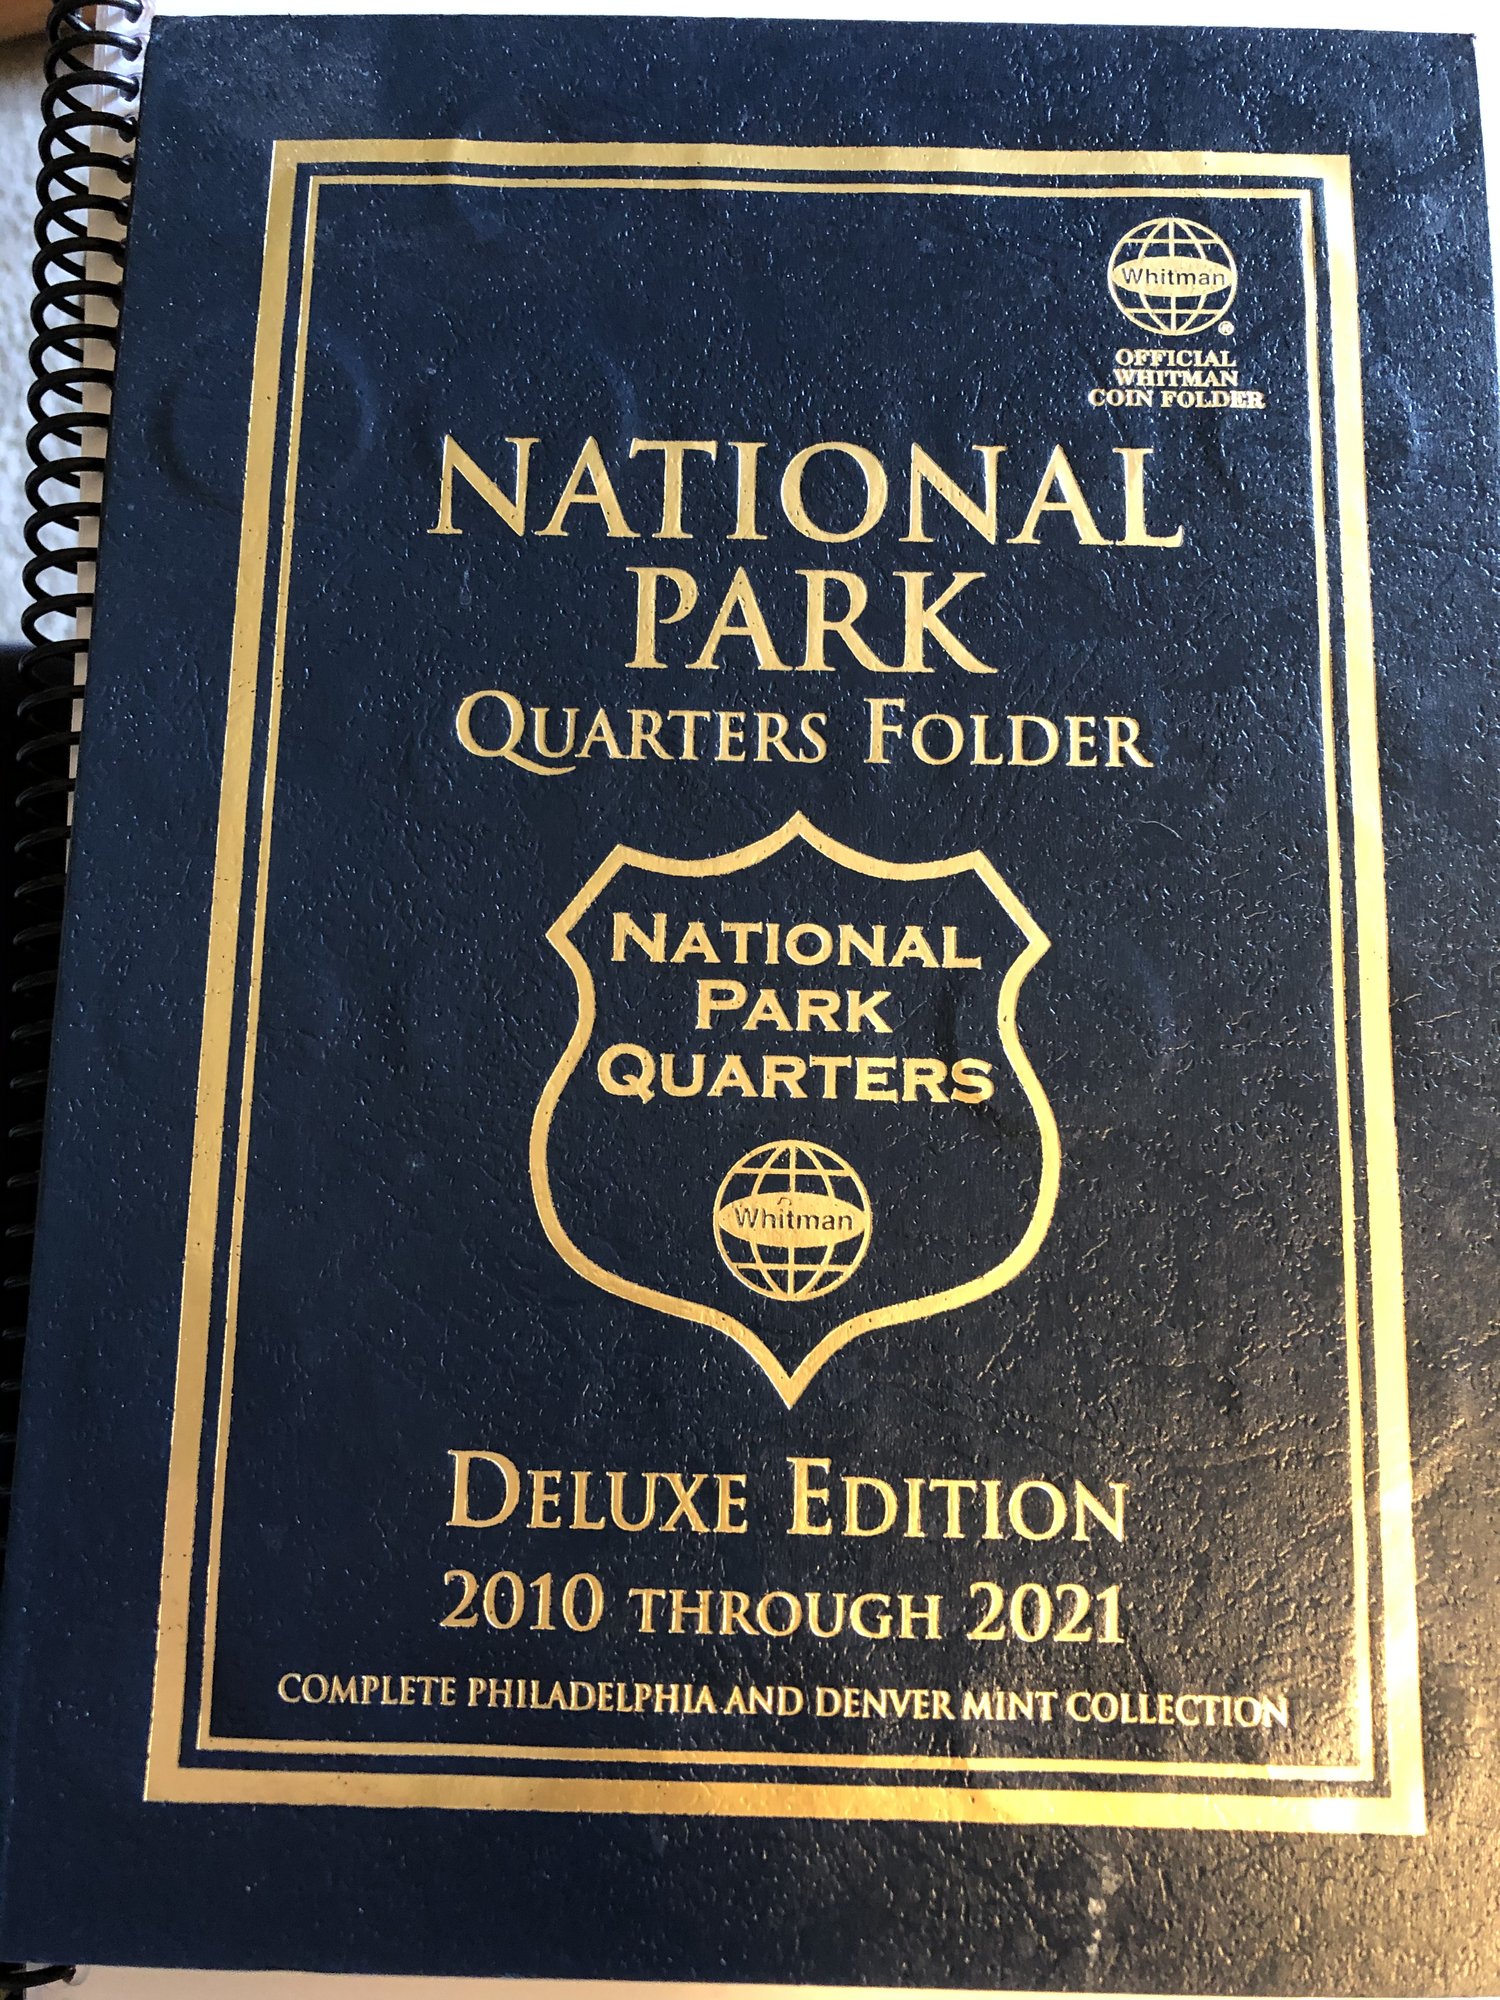 Whitman®
OFFICIAL
WHITMAN
COIN FOLDER
NATIONAL
PARK
QUARTERS FOLDER
NATIONAL
PARK
QUARTERS
Whitman
DELUXE EDITION
2010 THROUGH 2021
COMPLETE PHILADELPHIA AND DENVER MINT COLLECTION